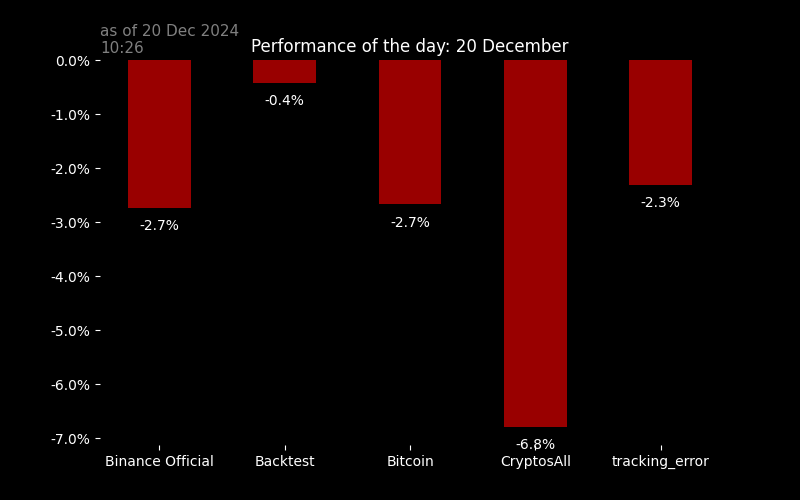 as of 20 Dec 2024
10:26
Performance of the day: 20 December
0.0%
-1.0%
-2.0%
-3.0%
-4.0%
-5.0%
-6.0%
-7.0%
-2.7%
-0.4%
-2.7%
-6.8%
-2.3%
Binance Official
Backtest
Bitcoin
CryptosAll
tracking_error